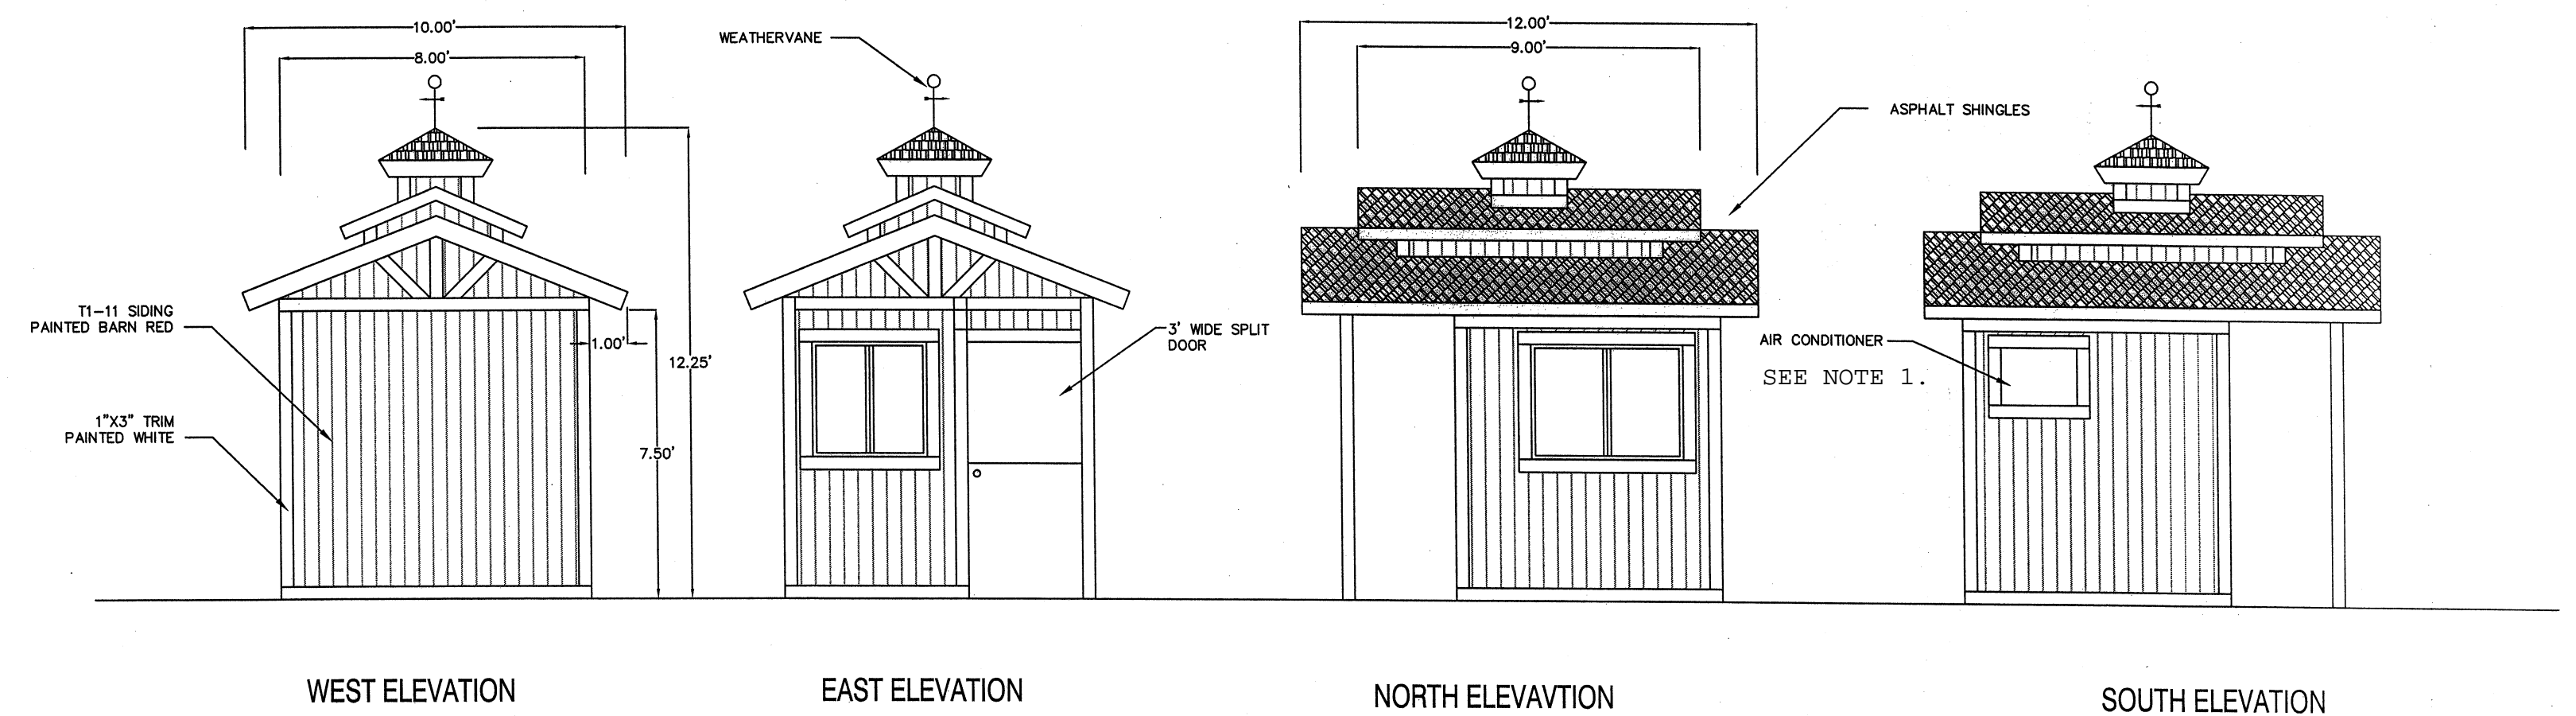 10.00'
8.00'
WEATHERVANE
12.00'
9.00'
ASPHALT SHINGLES
T1-11 SIDING
PAINTED BARN RED
1"X3" TRIM
PAINTED WHITE
1.00'
12.25'
7.50'
3' WIDE SPLIT
DOOR
AIR CONDITIONER
SEE NOTE 1.
WEST ELEVATION
EAST ELEVATION
NORTH ELEVAVTION
SOUTH ELEVATION